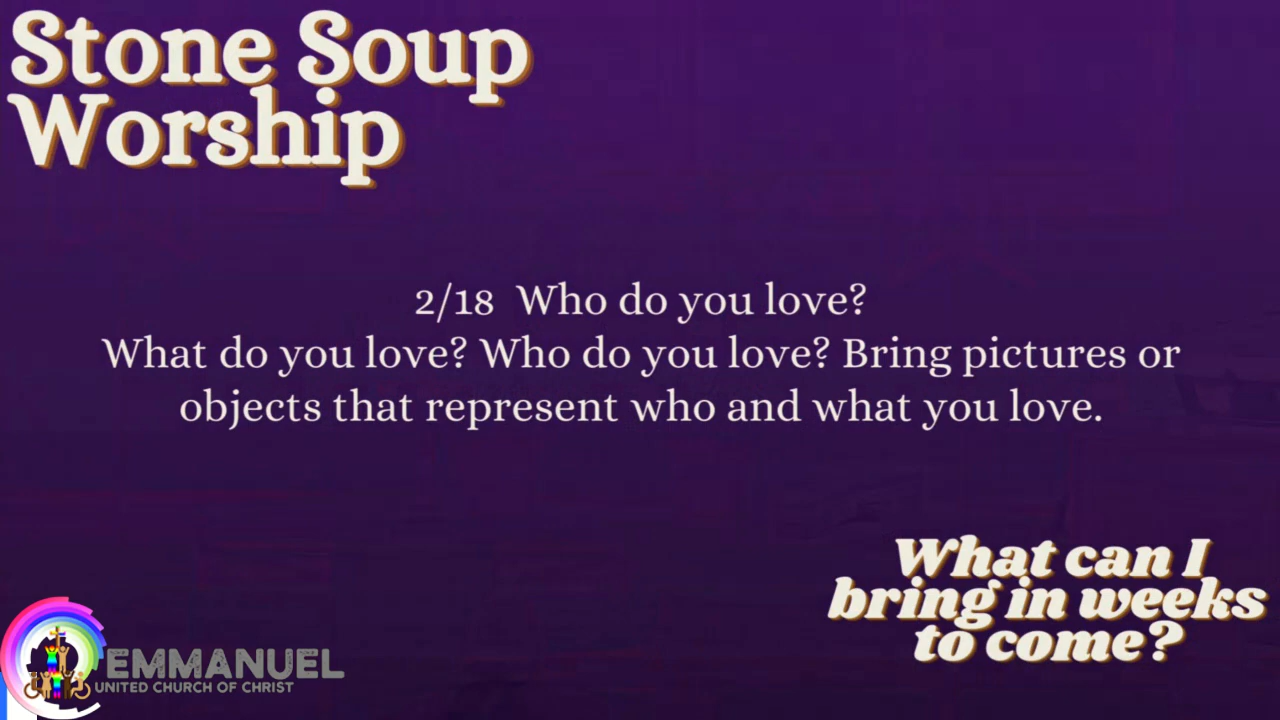 Stone Soup
Worship
2/18 Who do you love?
What do you love? Who do you love? Bring pictures or
objects that represent who and what you love.
What can I
bring in weeks
to come?
EMMANUEL
UNITED CHURCH OF CHRIST